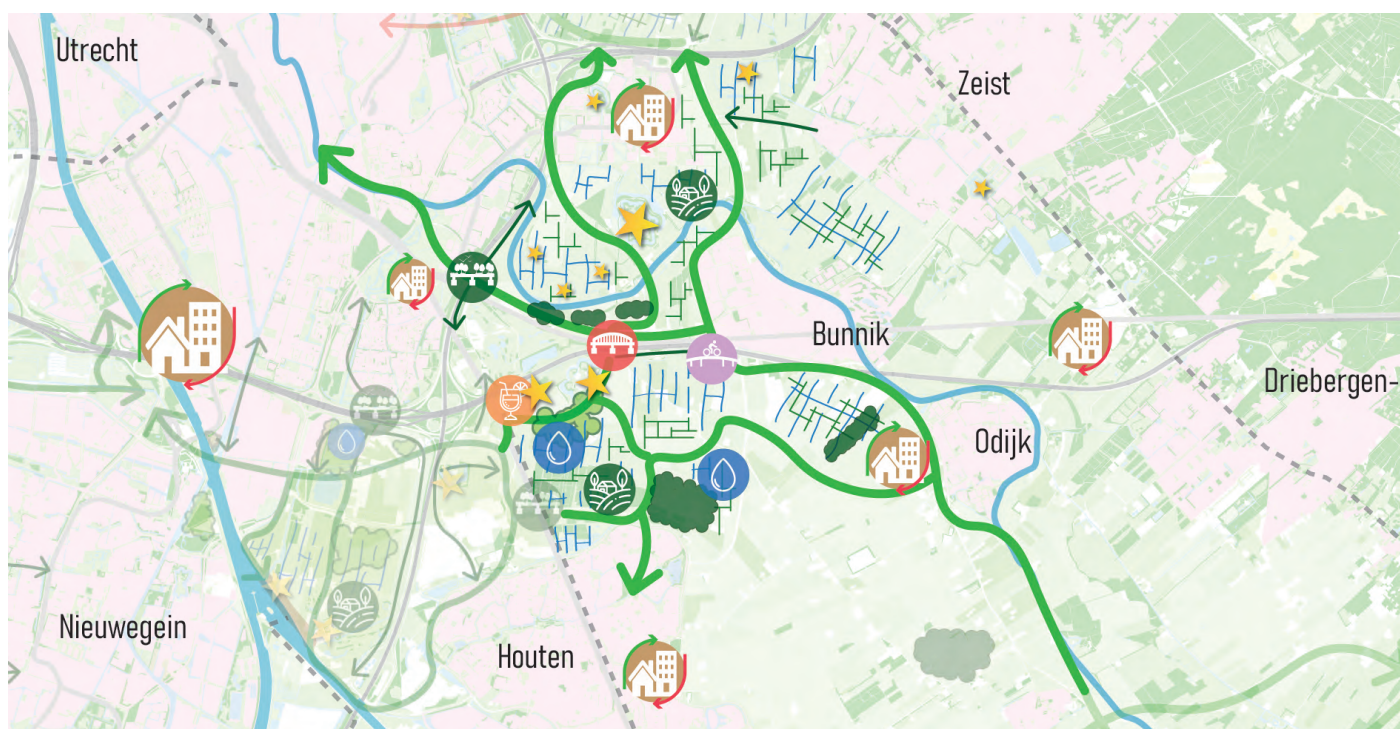 Utrecht
Zeist
Bunnik
Driebergen-
Odijk
Nieuwegein
Houten